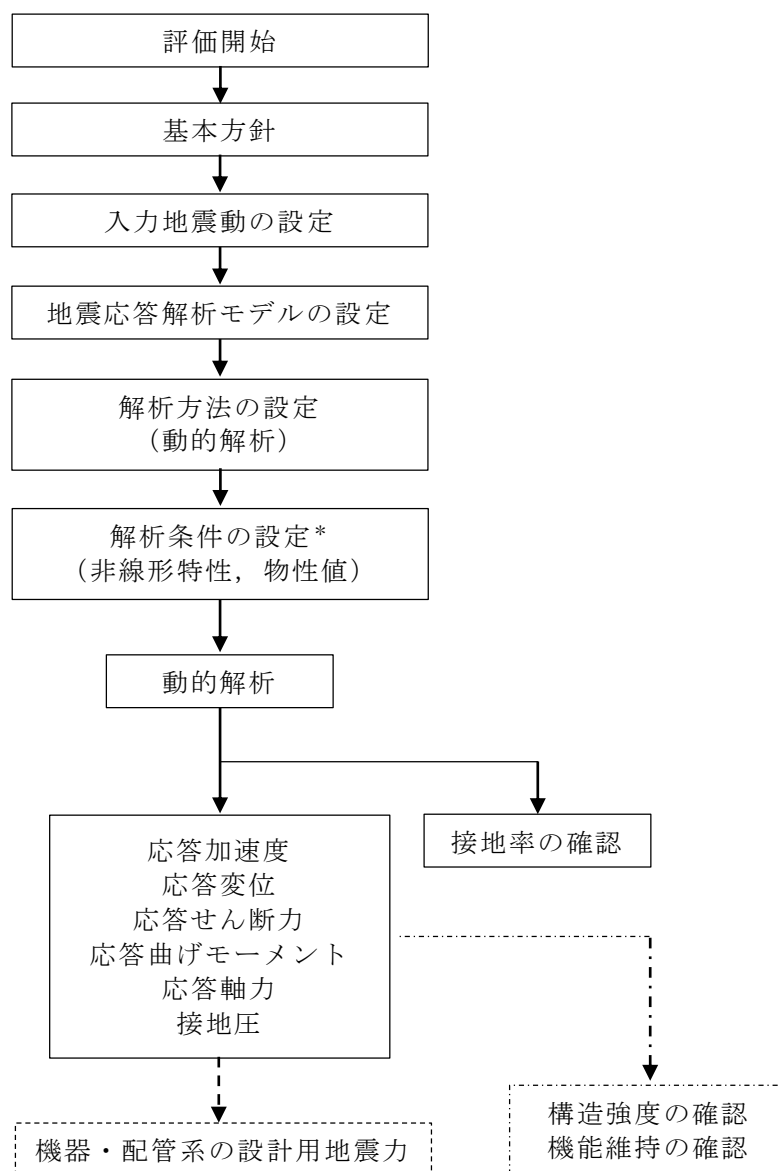 評価開始
基本方針
入力地震動の設定
地震応答解析モデルの設定
解析方法の設定
（動的解析）
解析条件の設定*
（非線形特性，物性値）
動的解析
応答加速度
応答変位
応答せん断力
応答曲げモーメント
応答軸力
接地圧
接地率の確認
機器・配管系の設計用地震力
構造強度の確認
機能維持の確認